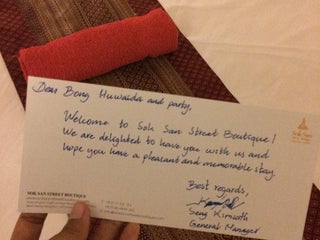 Dear Bong Huwaida and party,
Welcome to Sok San Street Boutique!
We are delighted to have you with us and
hope you have a pleasant and memorable stay.
Best regards,
Seng Kimroth
General Manager
SOK SAN STREET BOUTIQUE